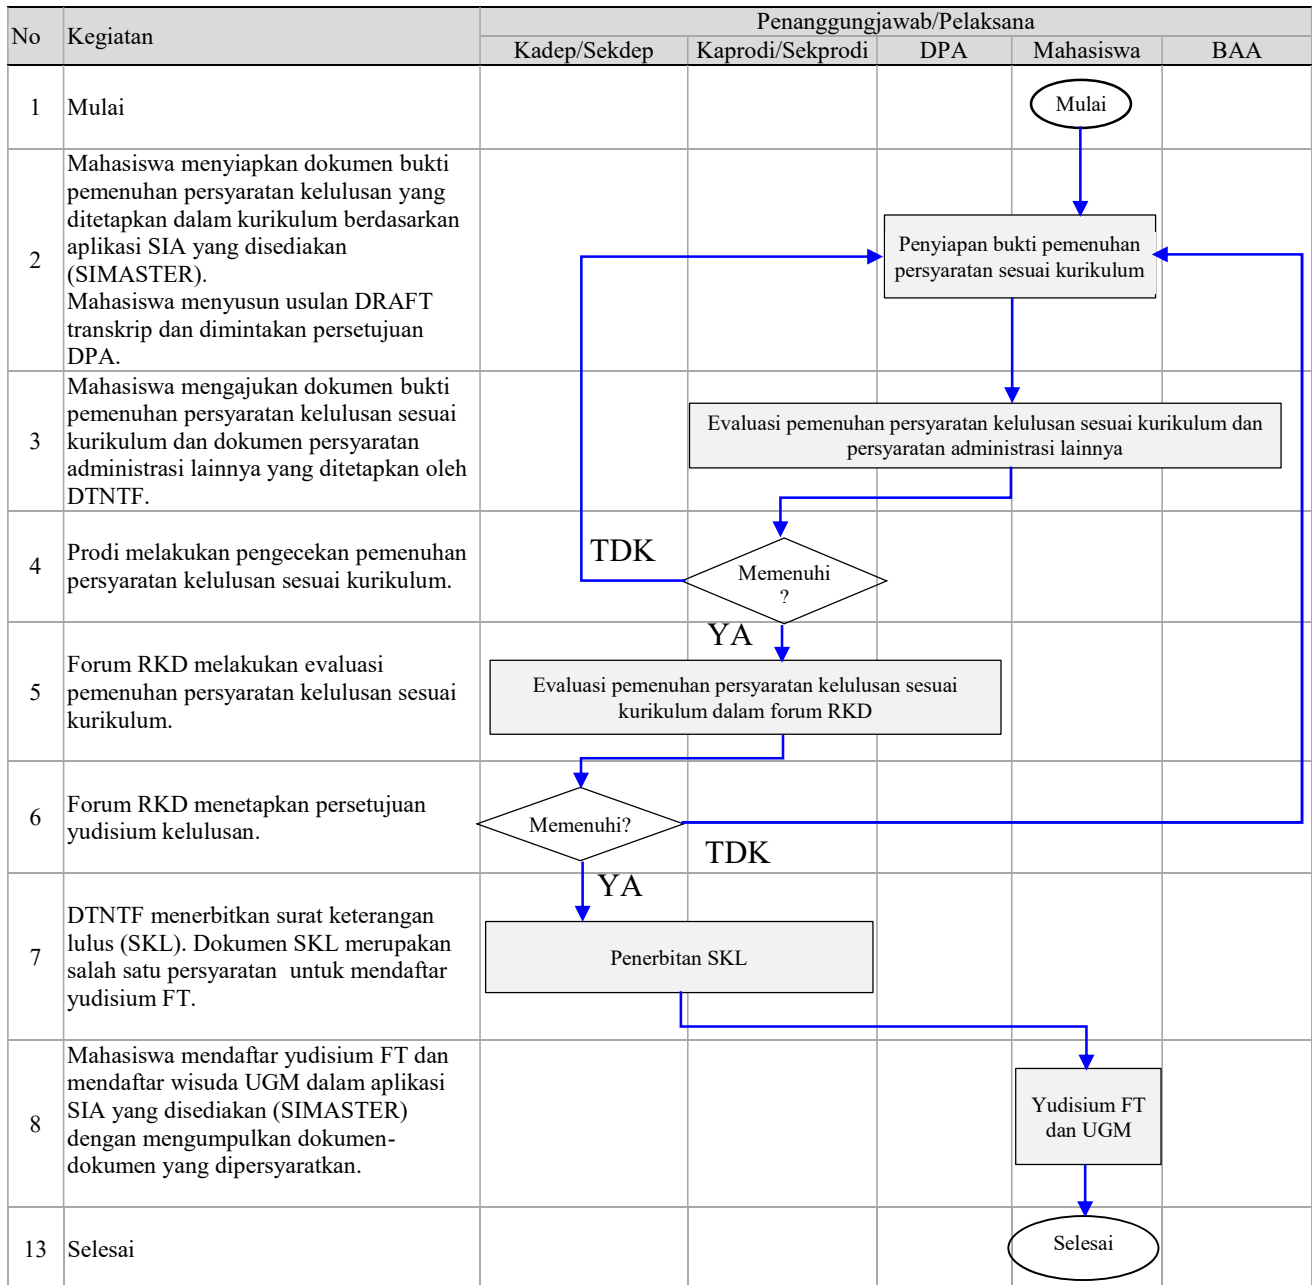 No
Kegiatan
Penanggungjawab/Pelaksana
Kadep/Sekdep
Kaprodi/Sekprodi
DPA
Mahasiswa
BAA
1
Mulai
Mulai
2
Mahasiswa menyiapkan dokumen bukti
pemenuhan persyaratan kelulusan yang
ditetapkan dalam kurikulum berdasarkan
aplikasi SIA yang disediakan
(SIMASTER).
Mahasiswa menyusun usulan DRAFT
transkrip dan dimintakan persetujuan
DPA.
Penyiapan bukti pemenuhan
persyaratan sesuai kurikulum
3
Mahasiswa mengajukan dokumen bukti
pemenuhan persyaratan kelulusan sesuai
kurikulum dan dokumen persyaratan
administrasi lainnya yang ditetapkan oleh
DTNTF.
Evaluasi pemenuhan persyaratan kelulusan sesuai kurikulum dan
persyaratan administrasi lainnya
4
Prodi melakukan pengecekan pemenuhan
persyaratan kelulusan sesuai kurikulum.
TDK
Memenuhi
?
YA
5
Forum RKD melakukan evaluasi
pemenuhan persyaratan kelulusan sesuai
kurikulum.
Evaluasi pemenuhan persyaratan kelulusan sesuai
kurikulum dalam forum RKD
6
Forum RKD menetapkan persetujuan
yudisium kelulusan.
Memenuhi?
TDK
YA
7
DTNTF menerbitkan surat keterangan
lulus (SKL). Dokumen SKL merupakan
salah satu persyaratan  untuk mendaftar
yudisium FT.
Penerbitan SKL
8
Mahasiswa mendaftar yudisium FT dan
mendaftar wisuda UGM dalam aplikasi
SIA yang disediakan (SIMASTER)
dengan mengumpulkan dokumen-
dokumen yang dipersyaratkan.
Yudisium FT
dan UGM
13
Selesai
Selesai